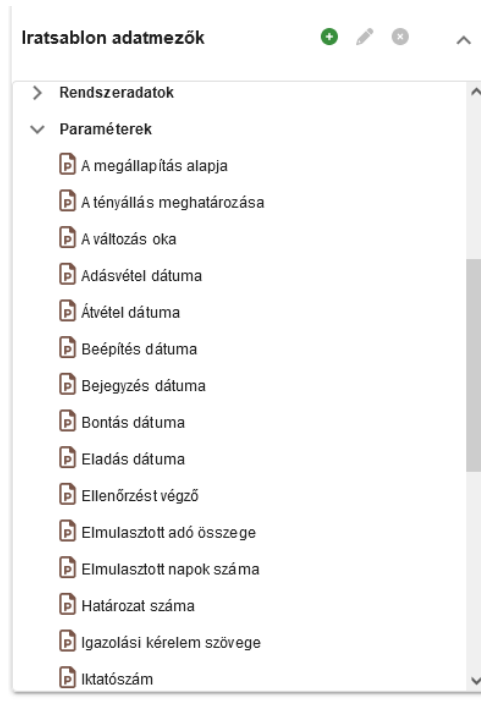 Iratsablon adatmezők
Rendszeradatok
Paraméterek
A megállapítás alapja
A tényállás meghatározása
A változás oka
Adásvétel dátuma
Átvétel dátuma
Beépítés dátuma
Bejegyzés dátuma
Bontás dátuma
Eladás dátuma
Ellenőrzést végző
Elmulasztott adó összege
Elmulasztott napok száma
Határozat száma
Igazolási kérelem szövege
Iktatószám